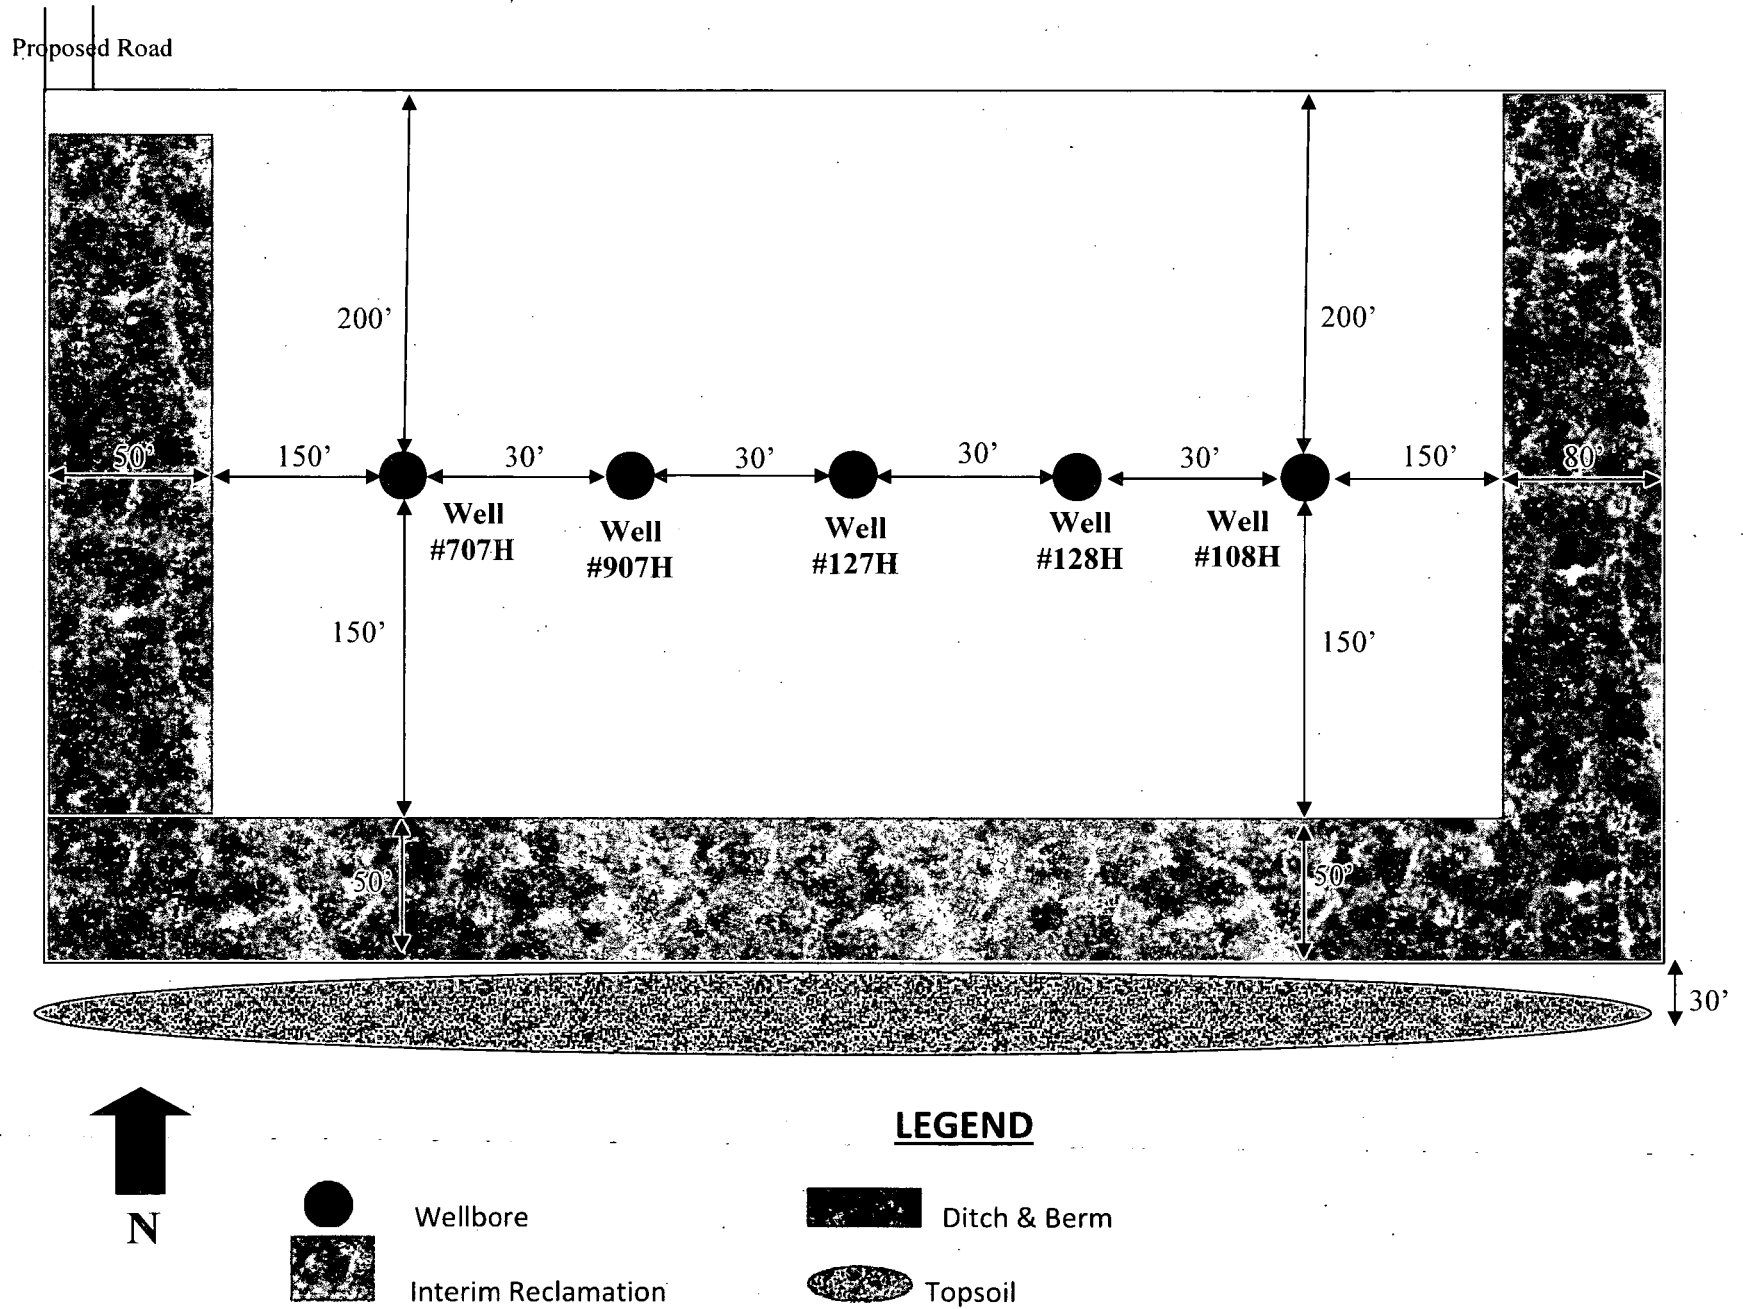 Proposed Road
200’
200’
50’
150’
30’
30’
30’
30’
150’
80’
Well
#707H
Well
#907H
Well
#127H
Well
#128H
Well
#108H
150’
150’
50’
50’
30’
LEGEND
N
Wellbore
Ditch & Berm
Interim Reclamation
Topsoil